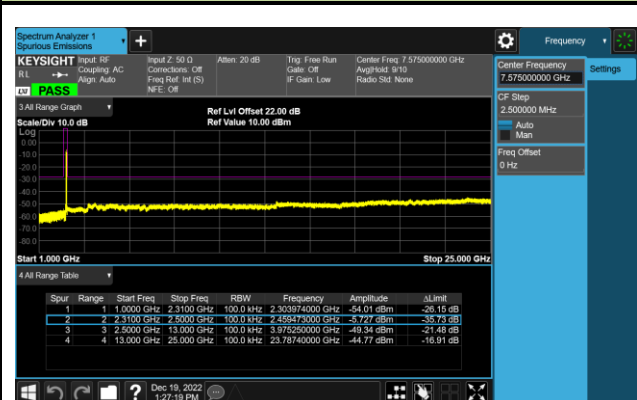 Spectrum Analyzer 1
Spurious Emissions
+
Frequency
KEYSIGHT
RL
LXI PASS
Input: RF
Coupling: AC
Align: Auto
Input Z: 50 Ω
Corrections: Off
Freq Ref: Int (S)
NFE: Off
Atten: 20 dB
Trig: Free Run
Gate: Off
IF Gain: Low
Center Freq: 7.575000000 GHz
Avg|Hold: 9/10
Radio Std: None
Center Frequency
7.575000000 GHz
Settings
CF Step
2.500000 MHz
Auto
Man
Freq Offset
0 Hz
3 All Range Graph
Scale/Div 10.0 dB
Ref Lvl Offset 22.00 dB
Ref Value 10.00 dBm
Log
0.00
-10.0
-20.0
-30.0
-40.0
-50.0
-60.0
-70.0
-80.0
Start 1.000 GHz
Stop 25.000 GHz
4 All Range Table
Spur Range Start Freq Stop Freq RBW Frequency Amplitude ΔLimit
1 1 1.0000 GHz 2.3100 GHz 100.0 kHz 2.303974000 GHz -54.01 dBm -26.15 dB
2 2 2.3100 GHz 2.5000 GHz 100.0 kHz 2.459473000 GHz -5.727 dBm -35.73 dB
3 3 2.5000 GHz 13.000 GHz 100.0 kHz 3.975250000 GHz -49.34 dBm -21.48 dB
4 4 13.000 GHz 25.000 GHz 100.0 kHz 23.78740000 GHz -44.77 dBm -16.91 dB
?
Dec 19, 2022
1:27:19 PM